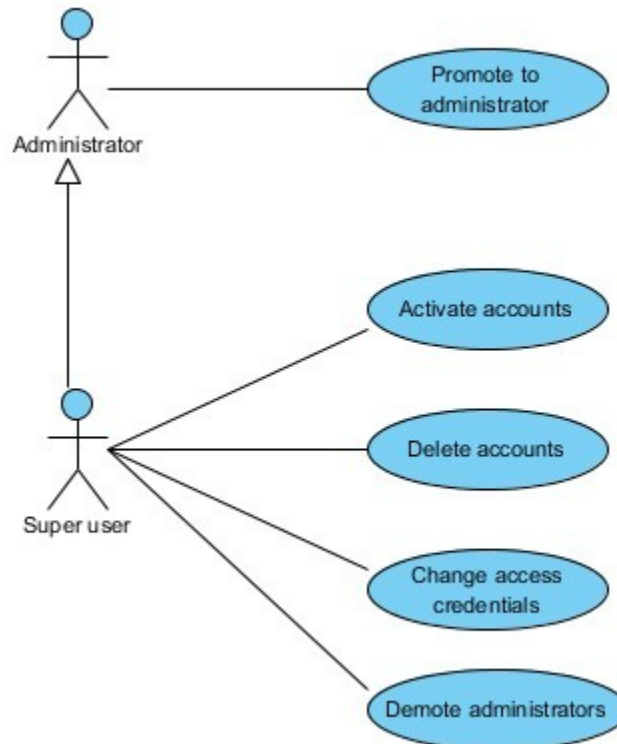 Promote to
administrator
Administrator
Activate accounts
Delete accounts
Super user
Change access
credentials
Demote administrators